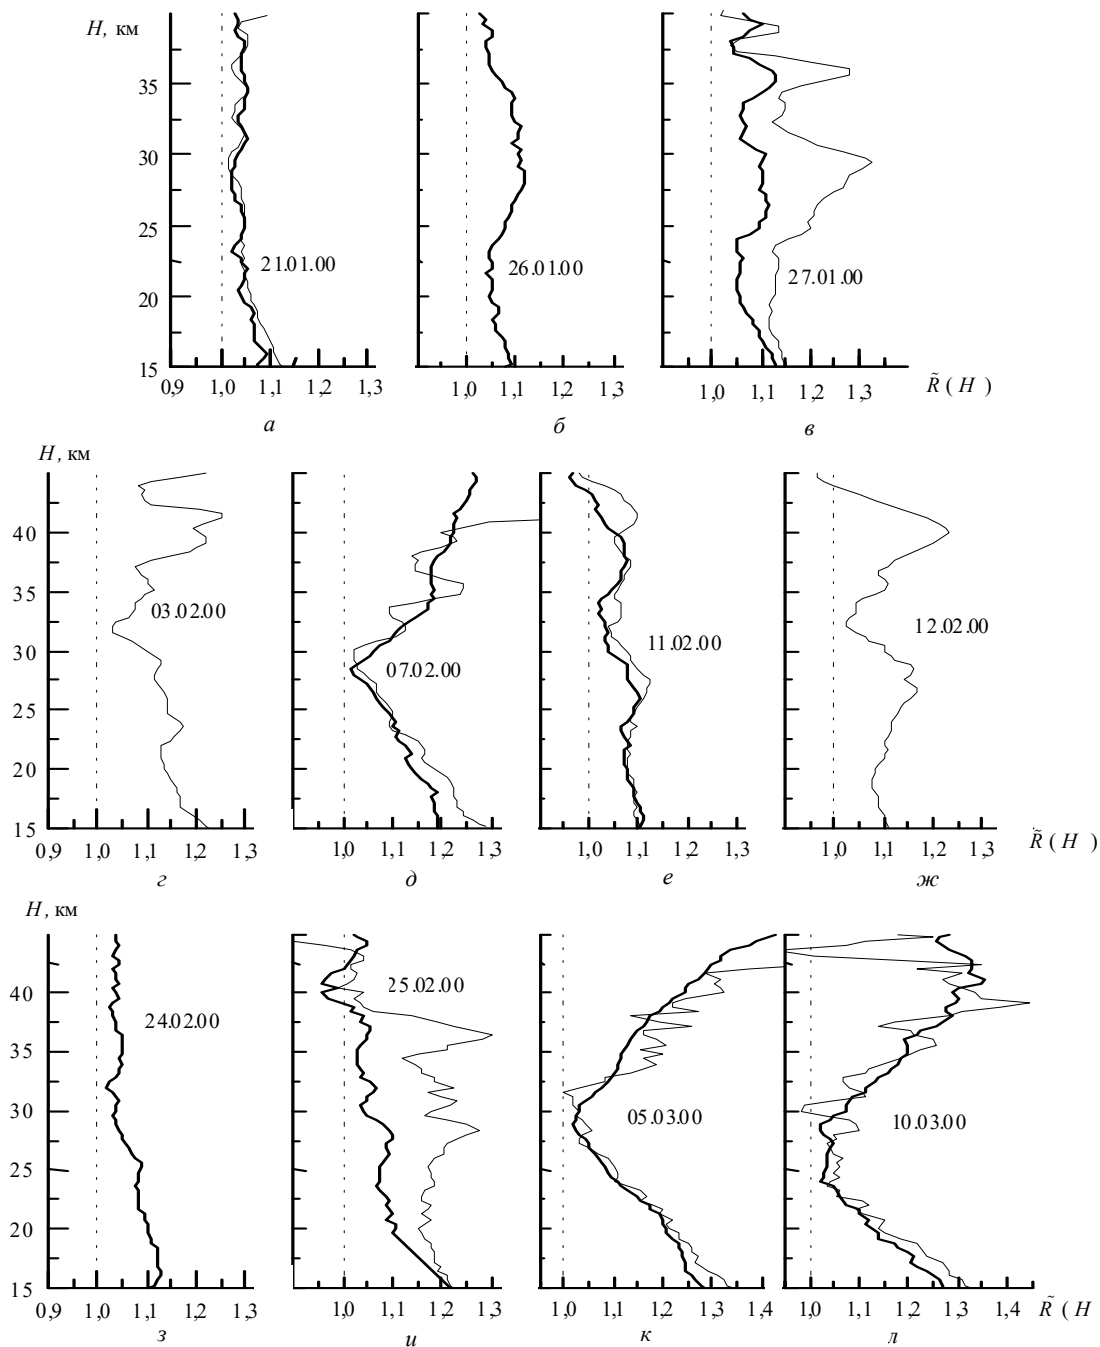 H, км
35
30
25
20
15
21.01.00
26.01.00
27.01.00
0,9 1,0 1,1 1,2 1,3
1,0 1,1 1,2 1,3
1,0 1,1 1,2 1,3
R̃ ( H )
а б в
H, км
40
35
30
25
20
15
03.02.00
07.02.00
11.02.00
12.02.00
0,9 1,0 1,1 1,2 1,3
1,0 1,1 1,2 1,3
1,0 1,1 1,2 1,3
1,0 1,1 1,2 1,3
R̃ ( H )
г д е ж
H, км
40
35
30
25
20
15
24.02.00
25.02.00
05.03.00
10.03.00
0,9 1,0 1,1 1,2 1,3
1,0 1,1 1,2 1,3
1,0 1,1 1,2 1,3 1,4
1,0 1,1 1,2 1,3 1,4
R̃ ( H
з и к л